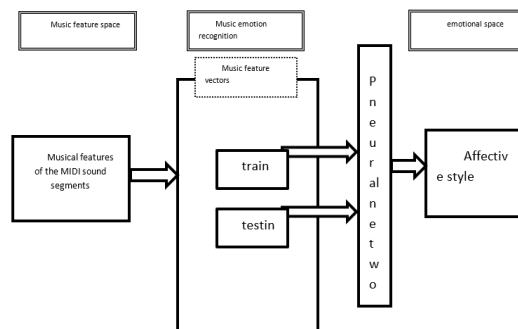 Music feature space
Music emotion
recognition
emotional space
Music feature
vectors
Musical features
of the MIDI sound
segments
train
testin
P
n
e
u
r
a
l
n
e
t
w
o
Affectiv
e style